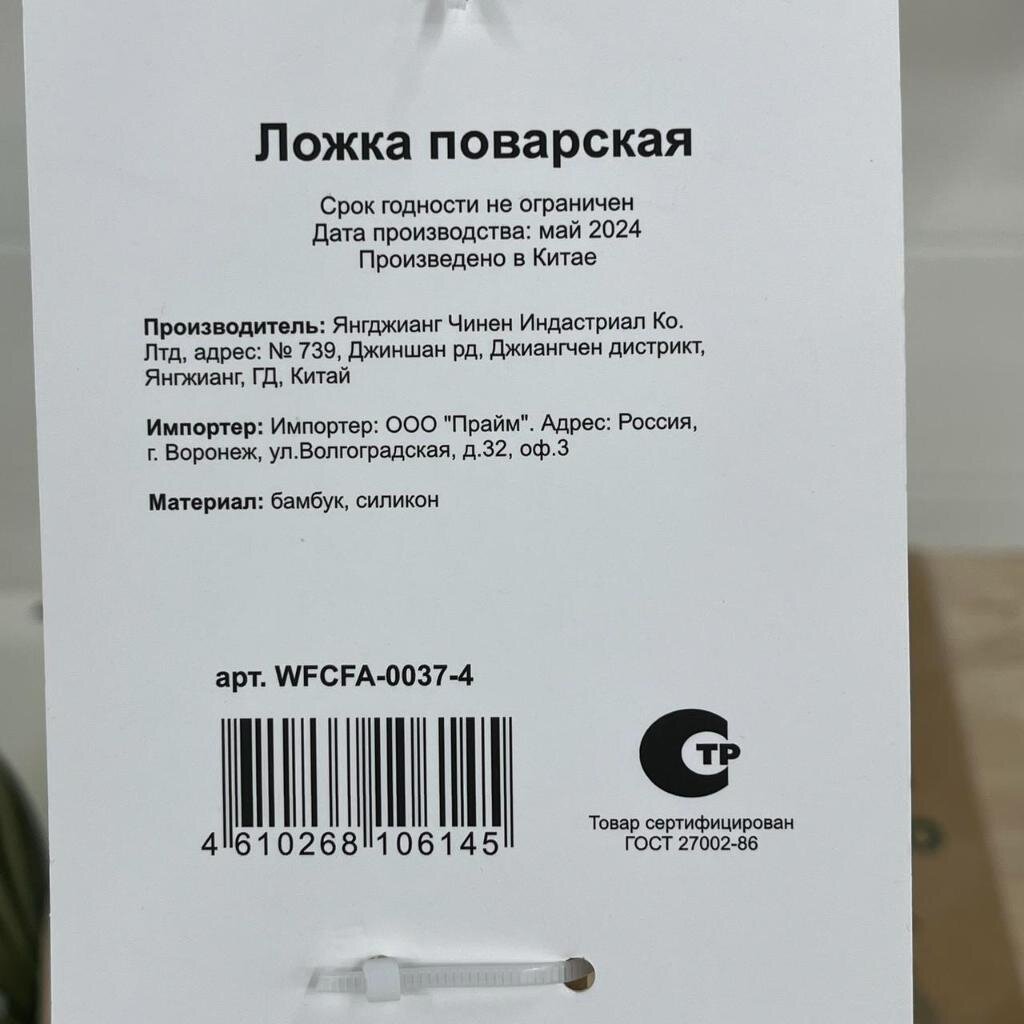 Ложка поварская
Срок годности не ограничен
Дата производства: май 2024
Произведено в Китае
Производитель: Янгджианг Чинен Индастриал Ко.
Лтд, адрес: № 739, Джиншан рд, Джиангчен дистрикт,
Янгжианг, ГД, Китай
Импортер: Импортер: ООО "Прайм". Адрес: Россия,
г. Воронеж, ул.Волгоградская, д.32, оф.3
Материал: бамбук, силикон
арт. WFCFA-0037-4
4 610268 106145
СТР
Товар сертифицирован
ГОСТ 27002-86